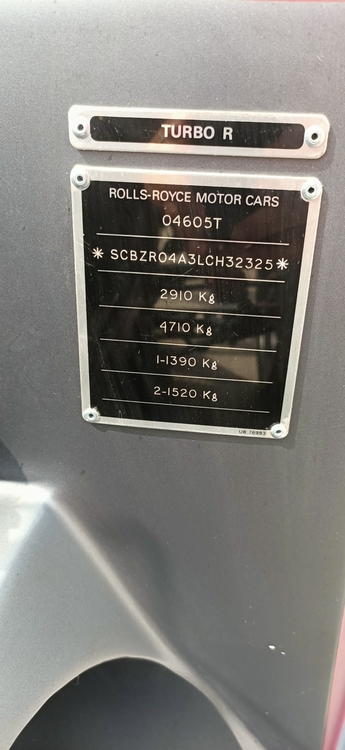 TURBO R
ROLLS-ROYCE MOTOR CARS
04605T
*SCBZR04A3LCH32325*
2910 Kg
4710 Kg
1-1390 Kg
2-1520 Kg
UB 76993